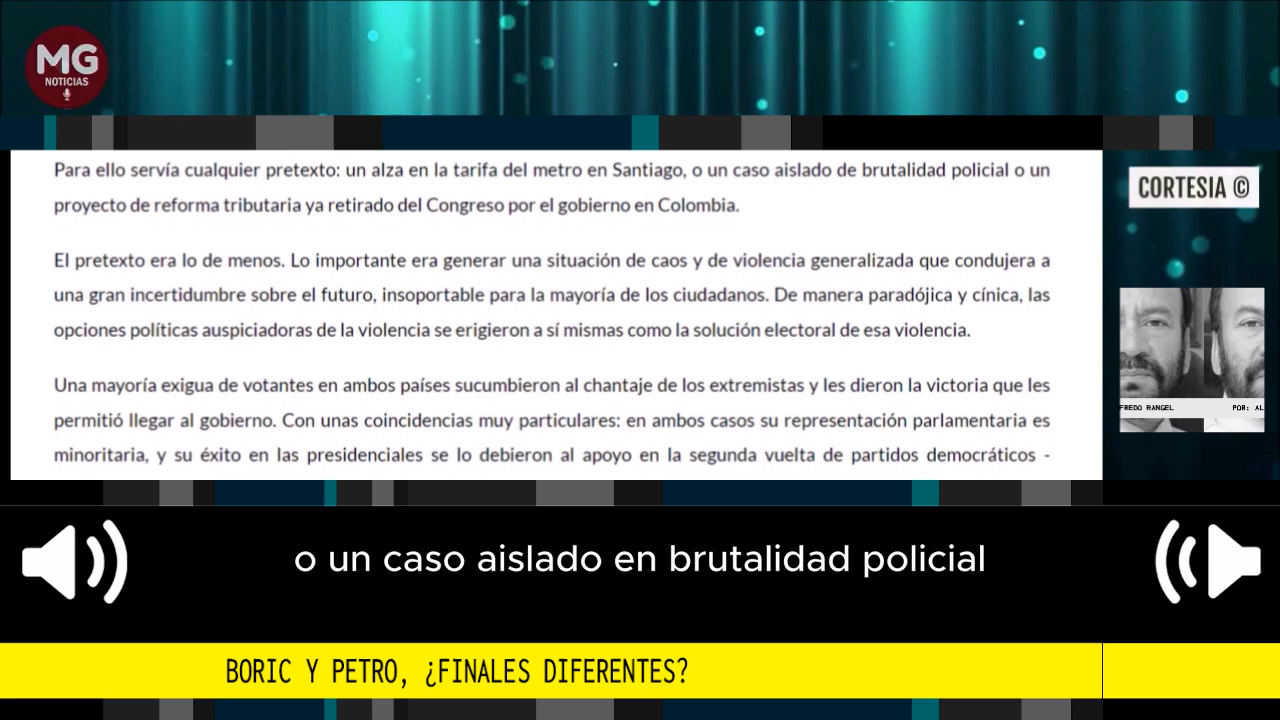 MG
NOTICIAS
Para ello servía cualquier pretexto: un alza en la tarifa del metro en Santiago, o un caso aislado de brutalidad policial o un
proyecto de reforma tributaria ya retirado del Congreso por el gobierno en Colombia.
El pretexto era lo de menos. Lo importante era generar una situación de caos y de violencia generalizada que condujera a
una gran incertidumbre sobre el futuro, insoportable para la mayoría de los ciudadanos. De manera paradójica y cínica, las
opciones políticas auspiciadoras de la violencia se erigieron a sí mismas como la solución electoral de esa violencia.
Una mayoría exigua de votantes en ambos países sucumbieron al chantaje de los extremistas y les dieron la victoria que les
permitió llegar al gobierno. Con unas coincidencias muy particulares: en ambos casos su representación parlamentaria es
minoritaria, y su éxito en las presidenciales se lo debieron al apoyo en la segunda vuelta de partidos democráticos -
CORTESIA ©
FREDO RANGEL POR: AL
o un caso aislado en brutalidad policial
BORIC Y PETRO, ¿FINALES DIFERENTES?